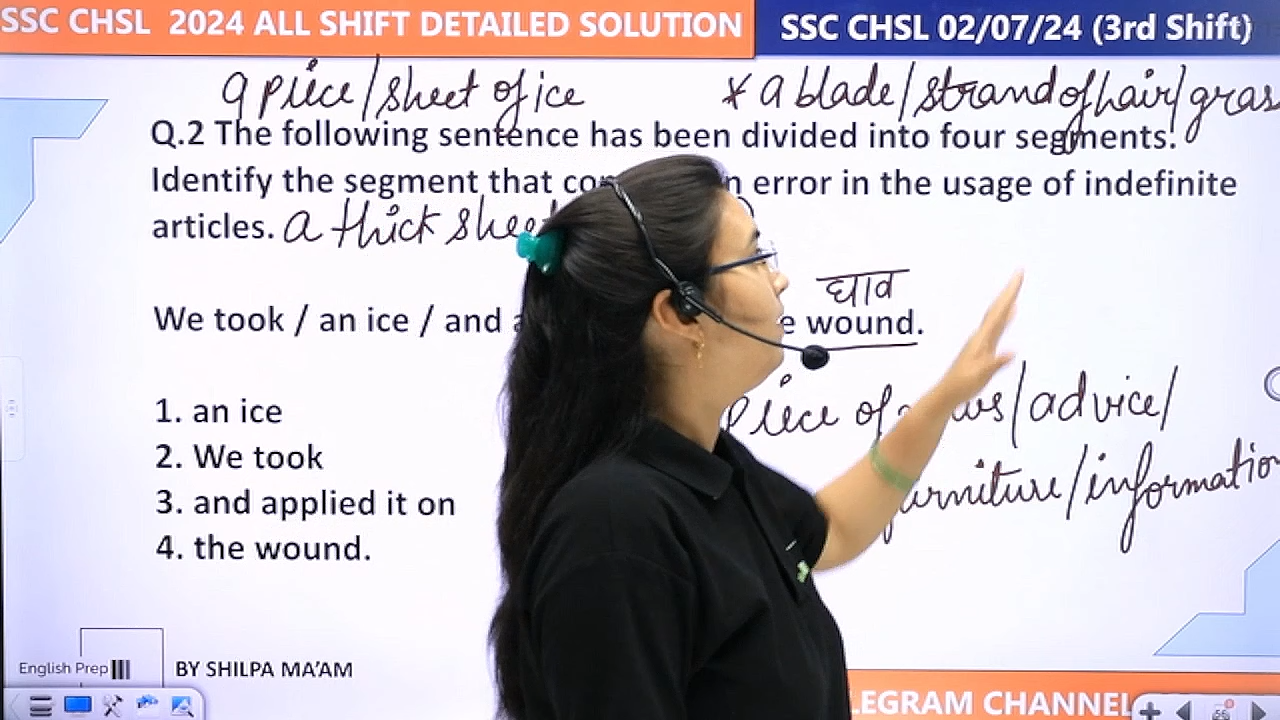 SSC CHSL 2024 ALL SHIFT DETAILED SOLUTION
SSC CHSL 02/07/24 (3rd Shift)
a piece/sheet of ice
* a blade/strand of hair/gras
Q.2 The following sentence has been divided into four segments.
Identify the segment that co n error in the usage of indefinite
articles. a thick sheet
घाव
We took / an ice / and a e wound.
piece of /advice/
furniture/information
1. an ice
2. We took
3. and applied it on
4. the wound.
English Prep
BY SHILPA MA'AM
LEGRAM CHANNEL